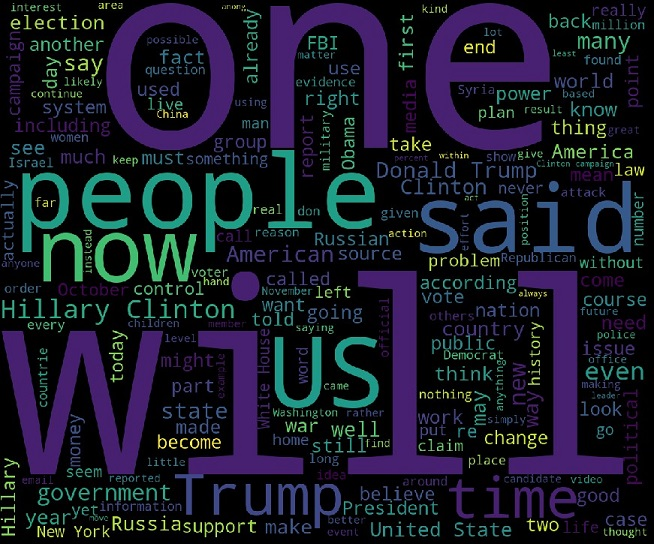 interest area among kind really
election one lot back million
campaign another day say possible already FBI first end many
likely fact matter least found
continue question evidence media Syria power based world point
system used live using use
China right plan result know
including women man military thing great
see Israel much keep must something group report Obama take show give America
percent within Clinton campaign mean law
people Donald Trump never attack
actually far real don given Clinton said number
now instead call reason Russian action effort act position
anyone American source problem Republican without
order October control voter hand called according always come
Hillary Clinton November left vote others nation course
every children member want going country future need
told saying official police
will us public Democrat history issue
countrie today level might example White House word came think anything new way office even
part Washington rather nothing making leader
money state made war well may simply look political
become home still find work put re change go
little long claim place
Hillary seem idea
email reported around candidate video
government Trump believe time good
year yet move information President
New York Russia support make better event United State two life case thought